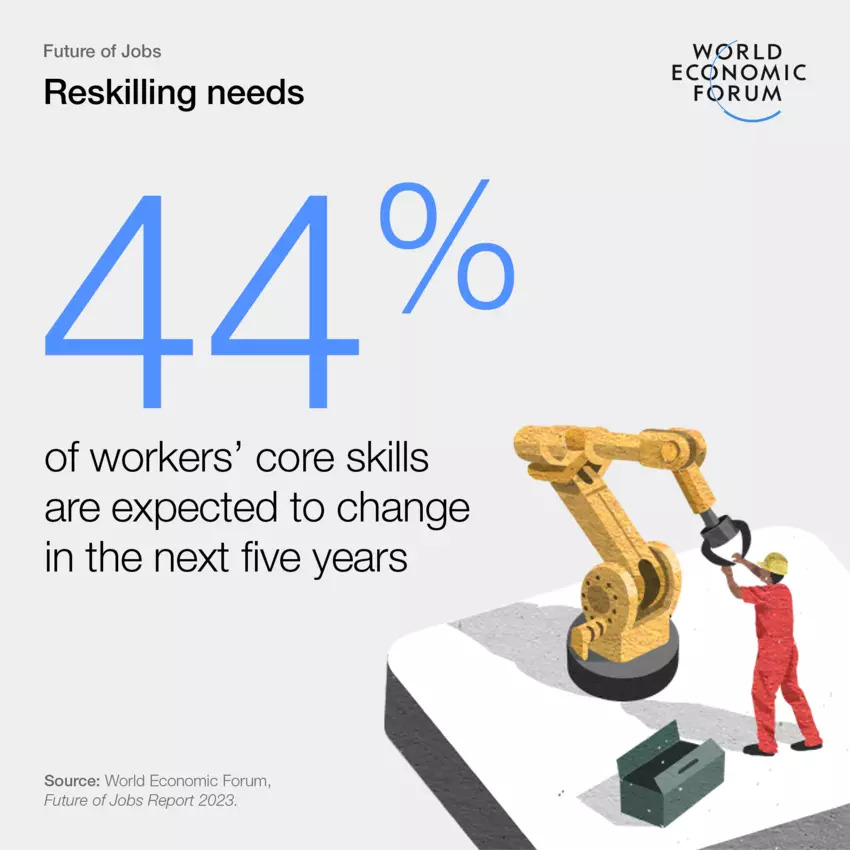 Future of Jobs
Reskilling needs
WORLD
ECONOMIC
FORUM
44%
of workers’ core skills
are expected to change
in the next five years
Source: World Economic Forum,
Future of Jobs Report 2023.